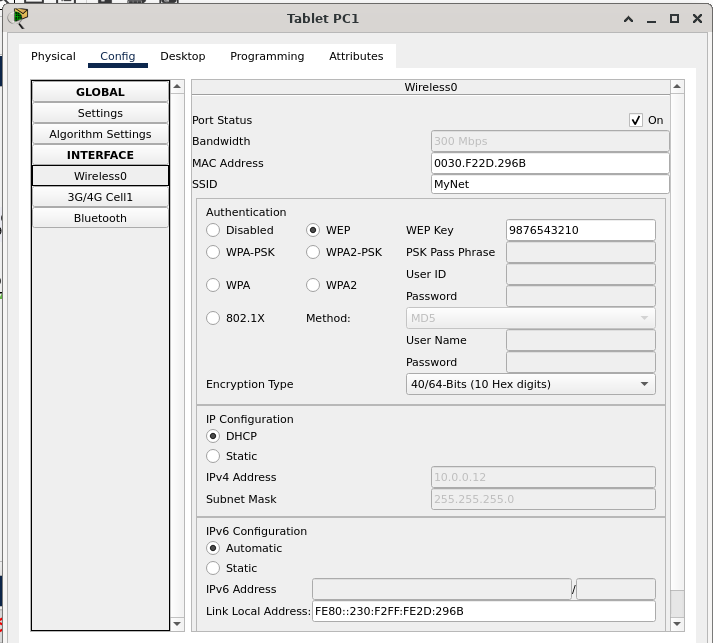 Tablet PC1
Physical Config Desktop Programming Attributes
GLOBAL
Settings
Algorithm Settings
INTERFACE
Wireless0
3G/4G Cell1
Bluetooth
Wireless0
Port Status On
Bandwidth 300 Mbps
MAC Address 0030.F22D.296B
SSID MyNet
Authentication
Disabled WEP WEP Key 9876543210
WPA-PSK WPA2-PSK PSK Pass Phrase
User ID
WPA WPA2
Password
802.1X Method: MD5
User Name
Password
Encryption Type 40/64-Bits (10 Hex digits)
IP Configuration
DHCP
Static
IPv4 Address 10.0.0.12
Subnet Mask 255.255.255.0
IPv6 Configuration
Automatic
Static
IPv6 Address /
Link Local Address: FE80::230:F2FF:FE2D:296B